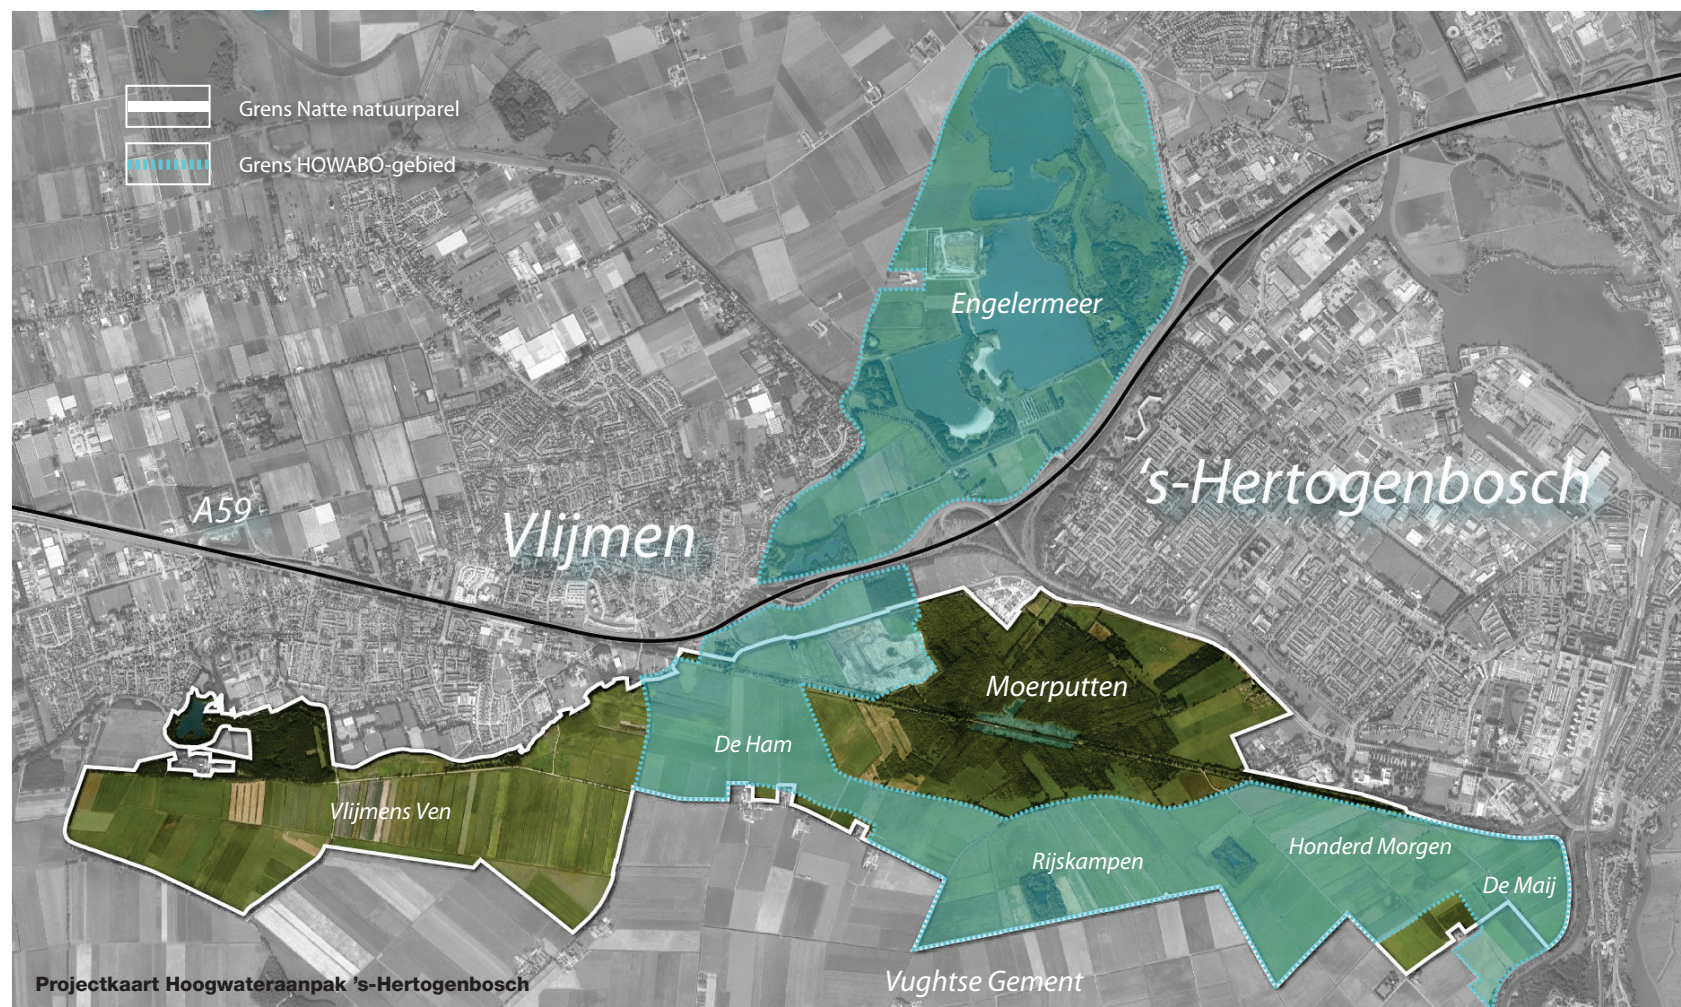 Grens Natte natuurparel
Grens HOWABO-gebied
Engelermeer
's-Hertogenbosch
A59
Vlijmen
Moerputten
De Ham
Vlijmens Ven
Rijskampen
Honderd Morgen
De Maij
Vughtse Gement
Projectkaart Hoogwateraanpak ’s-Hertogenbosch